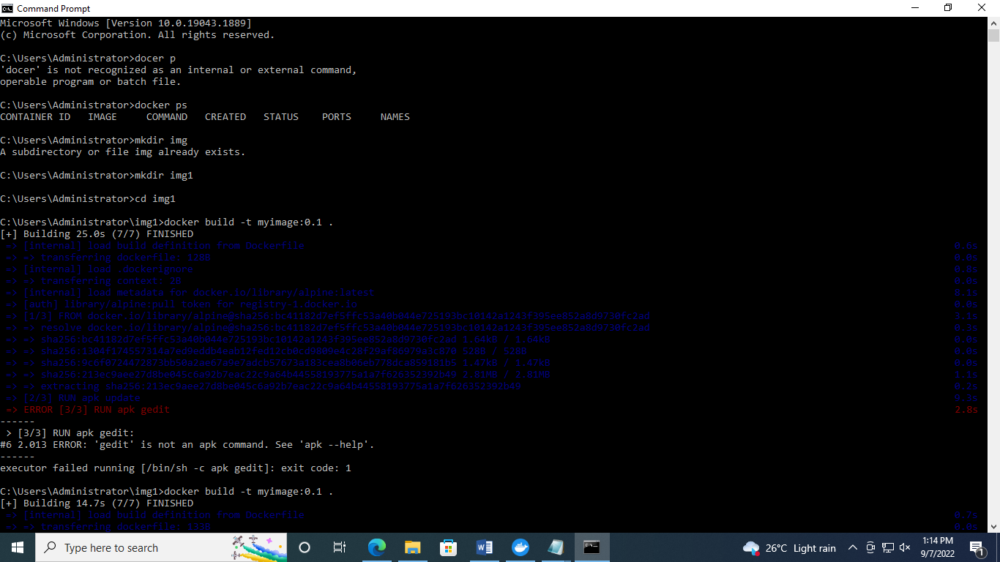 Command Prompt
Microsoft Windows [Version 10.0.19043.1889]
(c) Microsoft Corporation. All rights reserved.
C:\Users\Administrator>docer p
'docer' is not recognized as an internal or external command,
operable program or batch file.
C:\Users\Administrator>docker ps
CONTAINER ID   IMAGE     COMMAND   CREATED   STATUS    PORTS     NAMES
C:\Users\Administrator>mkdir img
A subdirectory or file img already exists.
C:\Users\Administrator>mkdir img1
C:\Users\Administrator>cd img1
C:\Users\Administrator\img1>docker build -t myimage:0.1 .
[+] Building 25.0s (7/7) FINISHED
=> [internal] load build definition from Dockerfile 0.6s
=> => transferring dockerfile: 128B 0.0s
=> [internal] load .dockerignore 0.8s
=> => transferring context: 2B 0.0s
=> [internal] load metadata for docker.io/library/alpine:latest 8.1s
=> [auth] library/alpine:pull token for registry-1.docker.io 0.0s
=> [1/3] FROM docker.io/library/alpine@sha256:bc41182d7ef5ffc53a40b044e725193bc10142a1243f395ee852a8d9730fc2ad 3.1s
=> => resolve docker.io/library/alpine@sha256:bc41182d7ef5ffc53a40b044e725193bc10142a1243f395ee852a8d9730fc2ad 0.3s
=> => sha256:bc41182d7ef5ffc53a40b044e725193bc10142a1243f395ee852a8d9730fc2ad 1.64kB / 1.64kB 0.0s
=> => sha256:1304f174557314a7ed9eddb4eab12fed12cb0cd9809e4c28f29af86979a3c870 528B / 528B 0.0s
=> => sha256:9c6f0724472873bb50a2ae67a9e7adcb57673a183cea8b06eb778dca859181b5 1.47kB / 1.47kB 0.0s
=> => sha256:213ec9aee27d8be045c6a92b7eac22c9a64b44558193775a1a7f626352392b49 2.81MB / 2.81MB 1.1s
=> => extracting sha256:213ec9aee27d8be045c6a92b7eac22c9a64b44558193775a1a7f626352392b49 0.2s
=> [2/3] RUN apk update 9.3s
=> ERROR [3/3] RUN apk gedit 2.8s
------
> [3/3] RUN apk gedit:
#6 2.013 ERROR: 'gedit' is not an apk command. See 'apk --help'.
------
executor failed running [/bin/sh -c apk gedit]: exit code: 1
C:\Users\Administrator\img1>docker build -t myimage:0.1 .
[+] Building 14.7s (7/7) FINISHED
=> [internal] load build definition from Dockerfile 0.7s
=> => transferring dockerfile: 133B 0.0s
Type here to search
26°C Light rain
1:14 PM
9/7/2022
1